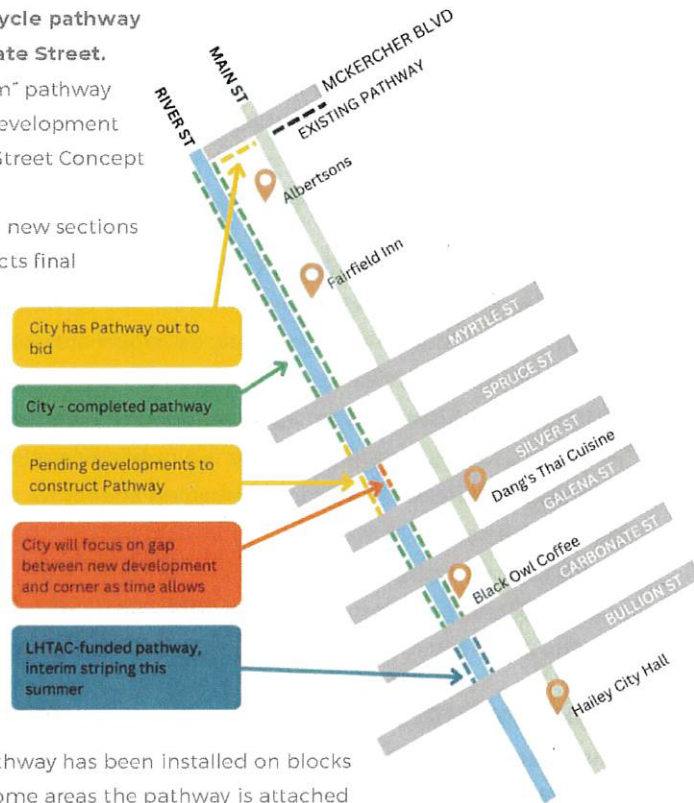 cycle pathway
ate Street.
m" pathway
evelopment
Street Concept
new sections
cts final
RIVER ST
MAIN ST
MCKERCHER BLVD
EXISTING PATHWAY
Albertsons
Fairfield Inn
MYRTLE ST
SPRUCE ST
SILVER ST
Dang's Thai Cuisine
GALENA ST
Black Owl Coffee
CARBONATE ST
BULLION ST
Hailey City Hall
City has Pathway out to
bid
City - completed pathway
Pending developments to
construct Pathway
City will focus on gap
between new development
and corner as time allows
LHTAC-funded pathway,
interim striping this
summer
thway has been installed on blocks
ome areas the pathway is attached